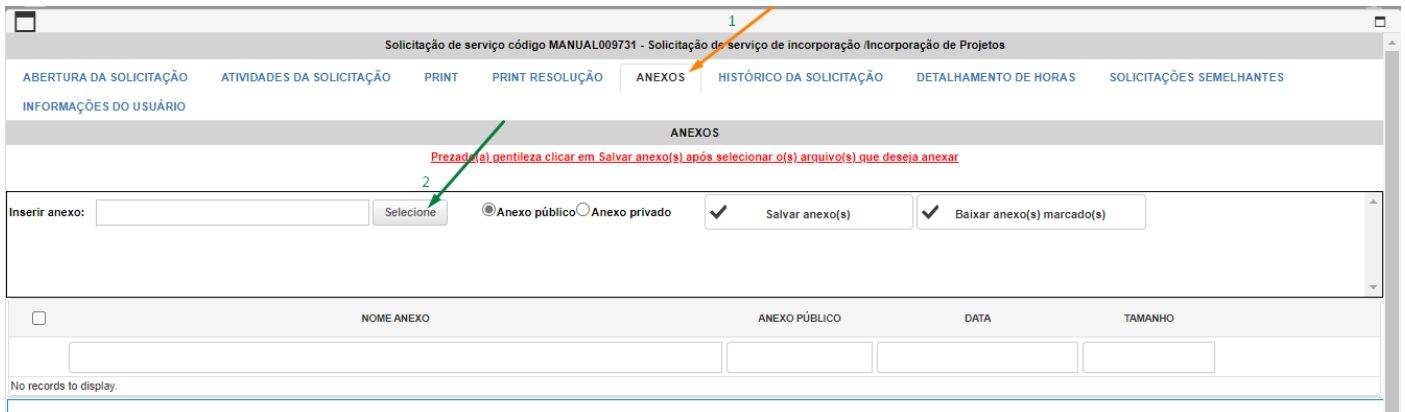 1
Solicitação de serviço código MANUAL009731 - Solicitação de serviço de incorporação /Incorporação de Projetos
ABERTURA DA SOLICITAÇÃO ATIVIDADES DA SOLICITAÇÃO PRINT PRINT RESOLUÇÃO ANEXOS HISTÓRICO DA SOLICITAÇÃO DETALHAMENTO DE HORAS SOLICITAÇÕES SEMELHANTES
INFORMAÇÕES DO USUÁRIO
ANEXOS
Prezado(a) gentileza clicar em Salvar anexo(s) após selecionar o(s) arquivo(s) que deseja anexar
2
Inserir anexo: Selecione Anexo público Anexo privado Salvar anexo(s) Baixar anexo(s) marcado(s)
NOME ANEXO ANEXO PÚBLICO DATA TAMANHO
No records to display.